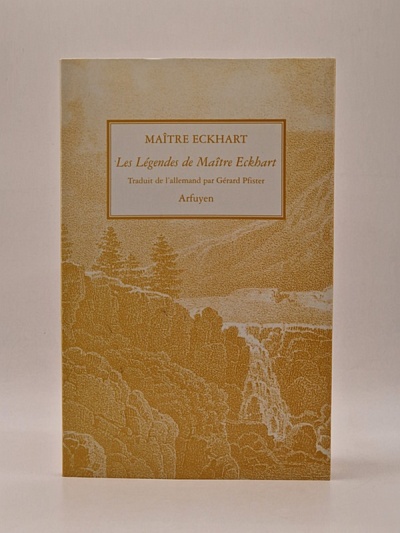 MAÎTRE ECKHART
Les Légendes de Maître Eckhart
Traduit de l'allemand par Gérard Pfister
Arfuyen